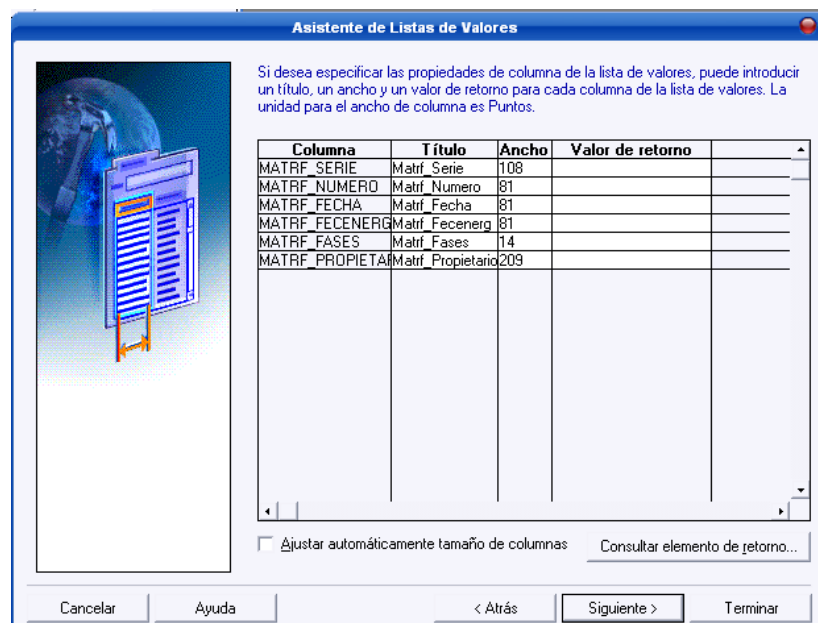 Asistente de Listas de Valores
Si desea especificar las propiedades de columna de la lista de valores, puede introducir
un título, un ancho y un valor de retorno para cada columna de la lista de valores. La
unidad para el ancho de columna es Puntos.
Columna Título Ancho Valor de retorno
MATRF_SERIE Matrf_Serie 108
MATRF_NUMERO Matrf_Numero 81
MATRF_FECHA Matrf_Fecha 81
MATRF_FECENERG Matrf_Fecenerg 81
MATRF_FASES Matrf_Fases 14
MATRF_PROPIETAR Matrf_Propietario 209
Ajustar automáticamente tamaño de columnas Consultar elemento de retorno...
Cancelar Ayuda < Atrás Siguiente > Terminar